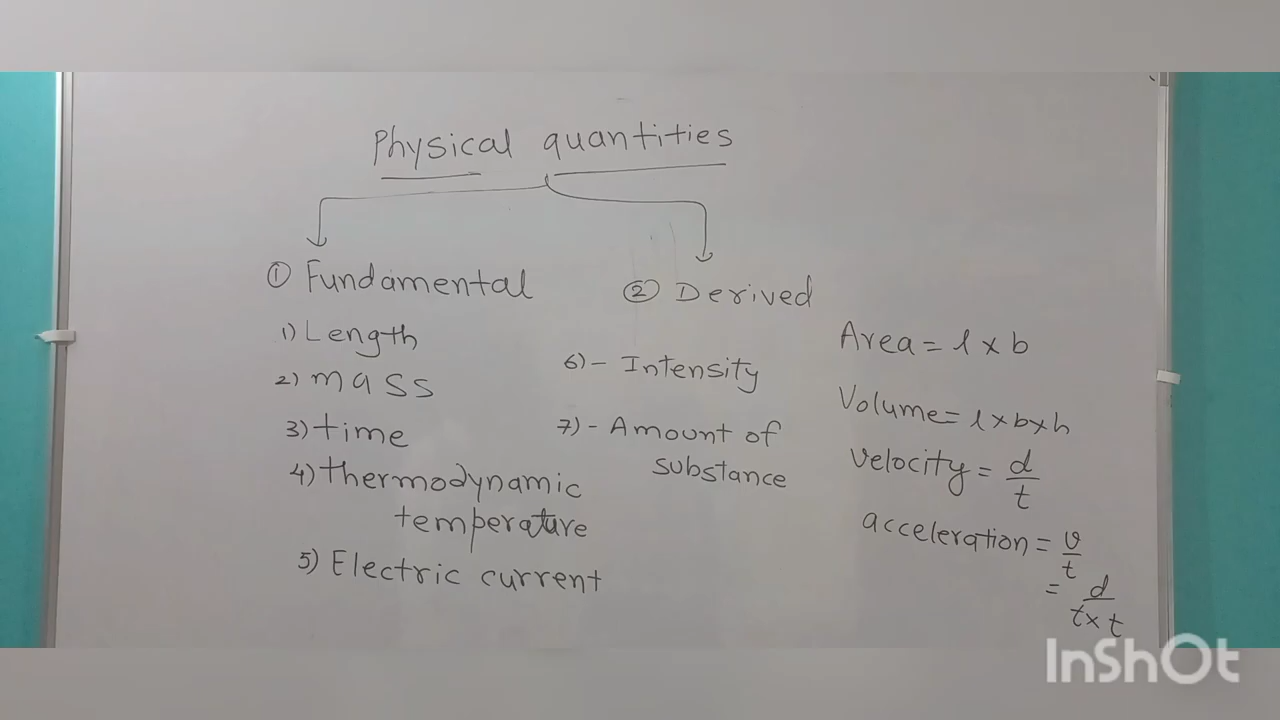 Physical quantities
① Fundamental
1) Length
2) mass
3) time
4) thermodynamic
temperature
5) Electric current
② Derived
6) - Intensity
7) - Amount of
substance
Area = l × b
Volume = l × b × h
Velocity = d/t
acceleration = v/t
= d/t × t
InShOt